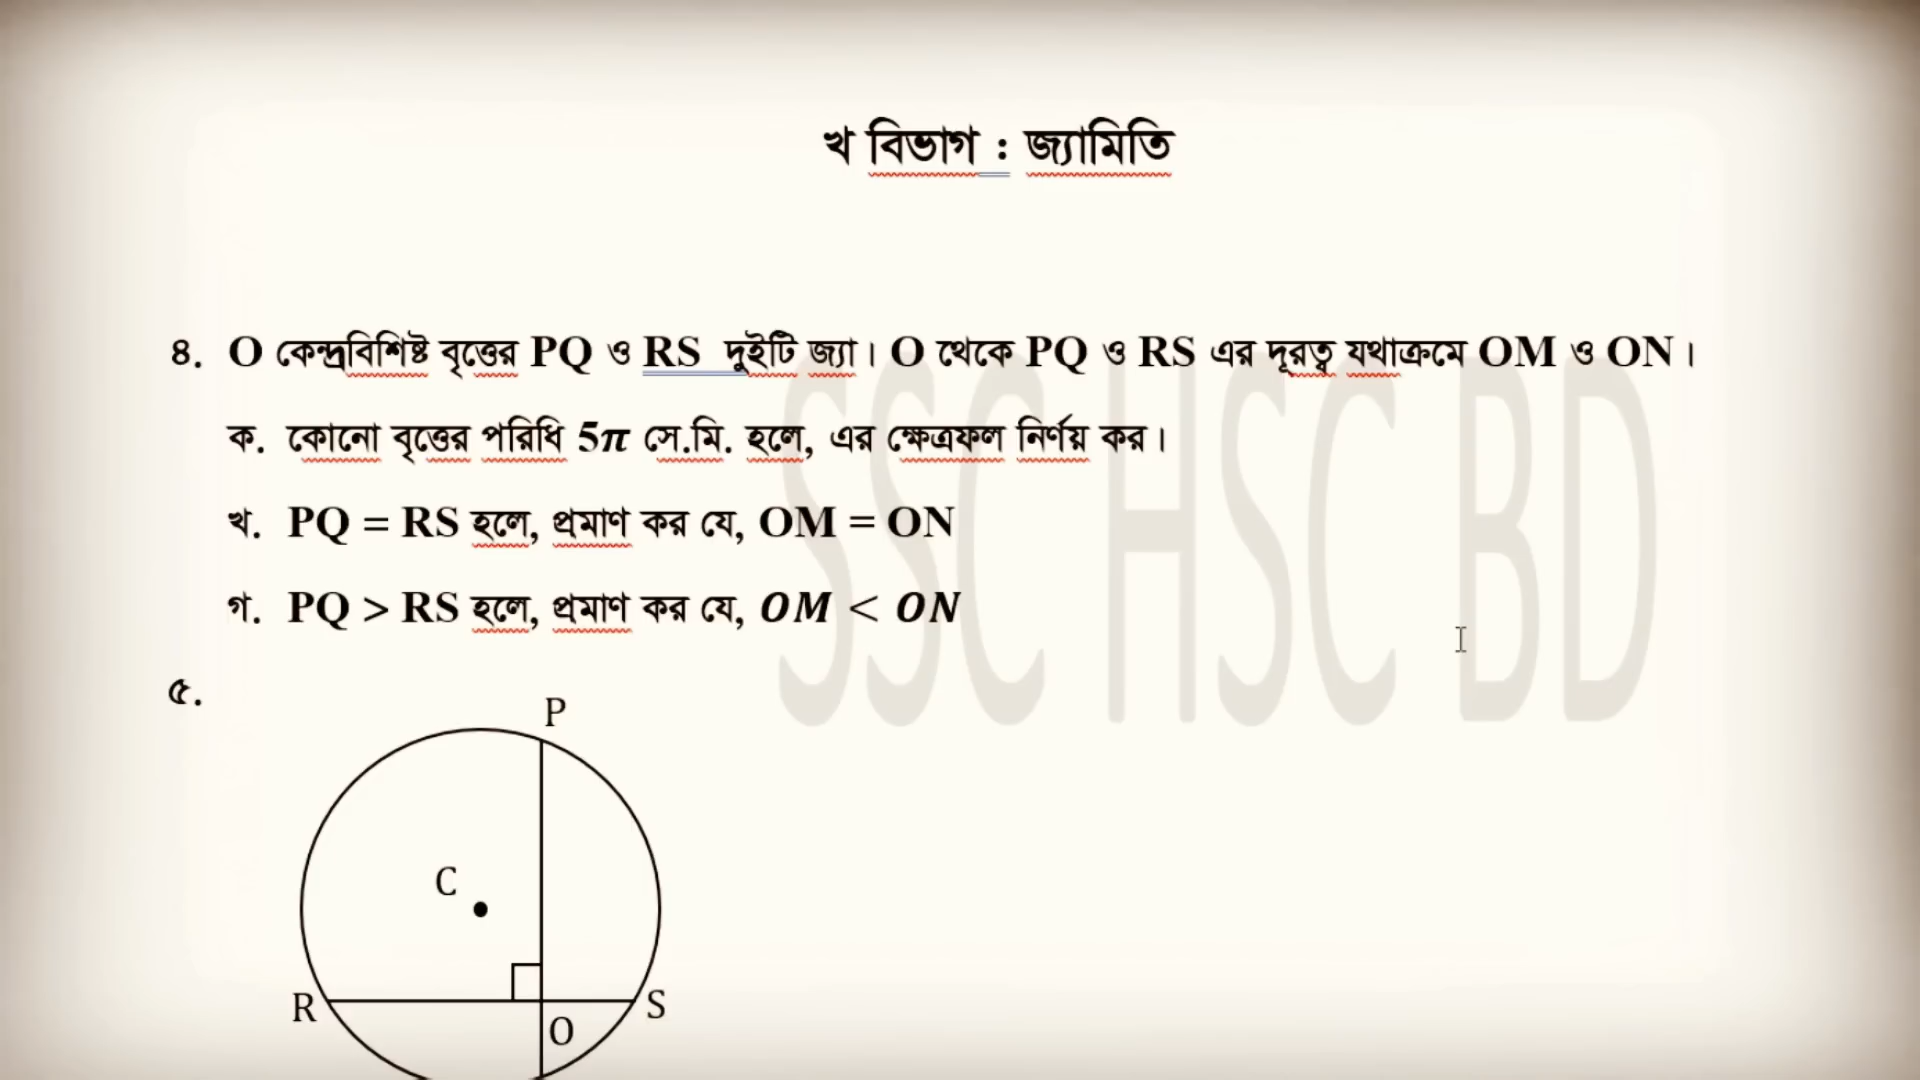 খ বিভাগ : জ্যামিতি
৪. O কেন্দ্রবিশিষ্ট বৃত্তের PQ ও RS দুইটি জ্যা। O থেকে PQ ও RS এর দূরত্ব যথাক্রমে OM ও ON।
ক. কোনো বৃত্তের পরিধি 5π সে.মি. হলে, এর ক্ষেত্রফল নির্ণয় কর।
খ. PQ = RS হলে, প্রমাণ কর যে, OM = ON
গ. PQ > RS হলে, প্রমাণ কর যে, OM < ON
SSC HSC BD
৫.
P
C
R
S
O